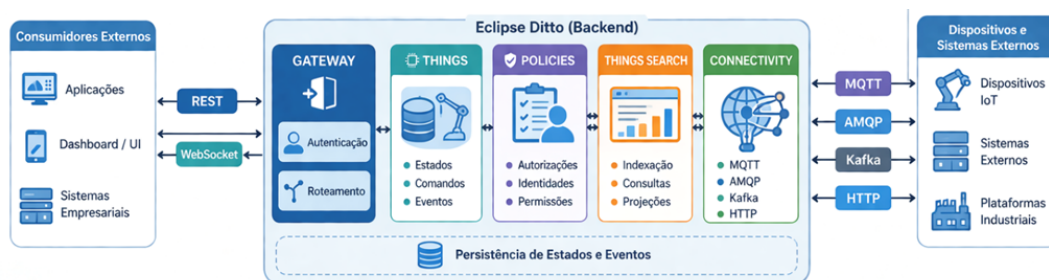 Consumidores Externos
Aplicações
Dashboard / UI
Sistemas
Empresariais
REST
WebSocket
Eclipse Ditto (Backend)
GATEWAY
Autenticação
Roteamento
THINGS
Estados
Comandos
Eventos
POLICIES
Autorizações
Identidades
Permissões
THINGS SEARCH
Indexação
Consultas
Projeções
CONNECTIVITY
MQTT
AMQP
Kafka
HTTP
Persistência de Estados e Eventos
MQTT
AMQP
Kafka
HTTP
Dispositivos e
Sistemas Externos
Dispositivos
IoT
Sistemas
Externos
Plataformas
Industriais